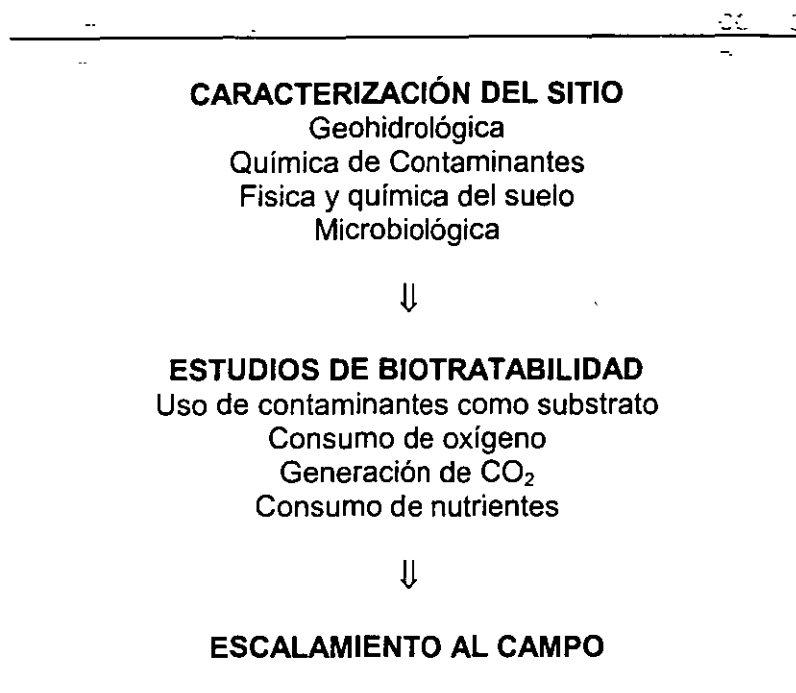 CARACTERIZACIÓN DEL SITIO
Geohidrológica
Química de Contaminantes
Fisica y química del suelo
Microbiológica
⇓
ESTUDIOS DE BIOTRATABILIDAD
Uso de contaminantes como substrato
Consumo de oxígeno
Generación de CO₂
Consumo de nutrientes
⇓
ESCALAMIENTO AL CAMPO